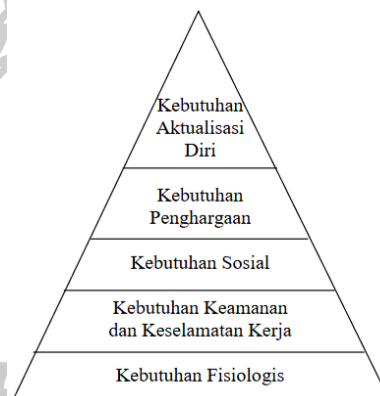 Kebutuhan
Aktualisasi
Diri
Kebutuhan
Penghargaan
Kebutuhan Sosial
Kebutuhan Keamanan
dan Keselamatan Kerja
Kebutuhan Fisiologis